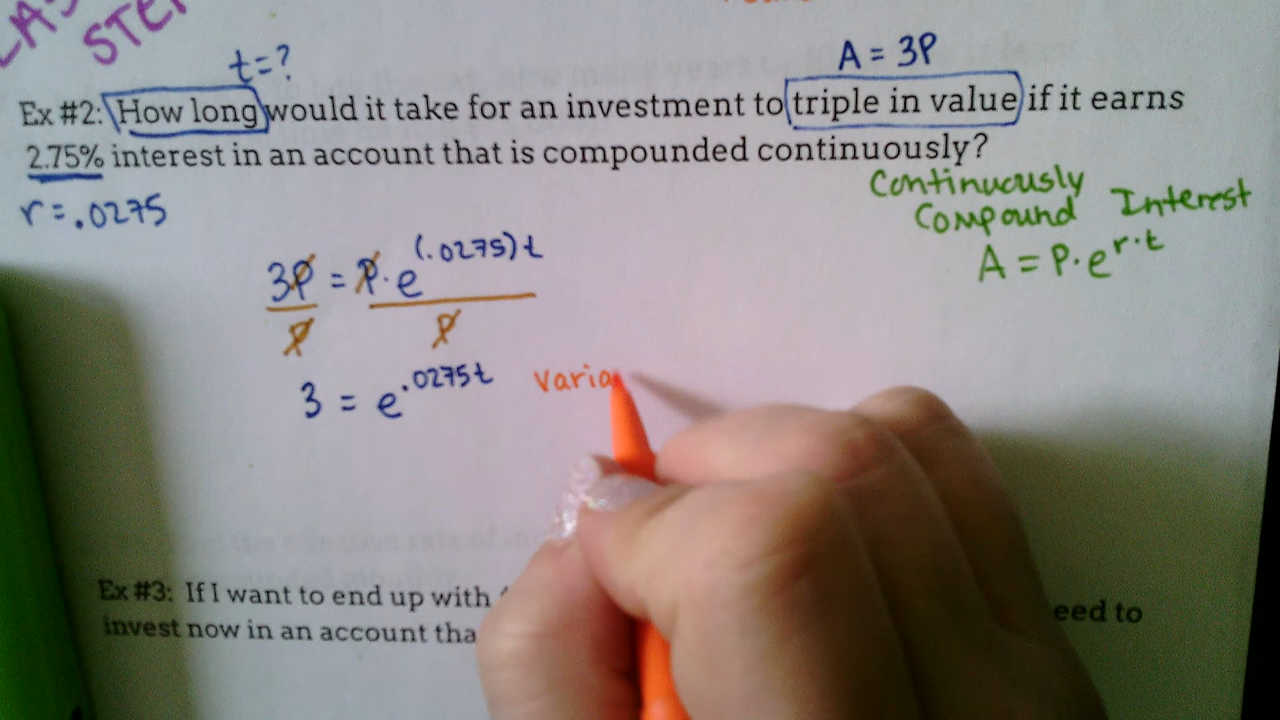 STEP
t=?
A = 3P
Ex #2: How long would it take for an investment to triple in value if it earns
2.75% interest in an account that is compounded continuously?
r = .0275
Continuously
Compound Interest
A = P·e^r·t
3P = P·e^(.0275)t
P P
3 = e^.0275t
Ex #3: If I want to end up with
eed to
invest now in an account tha